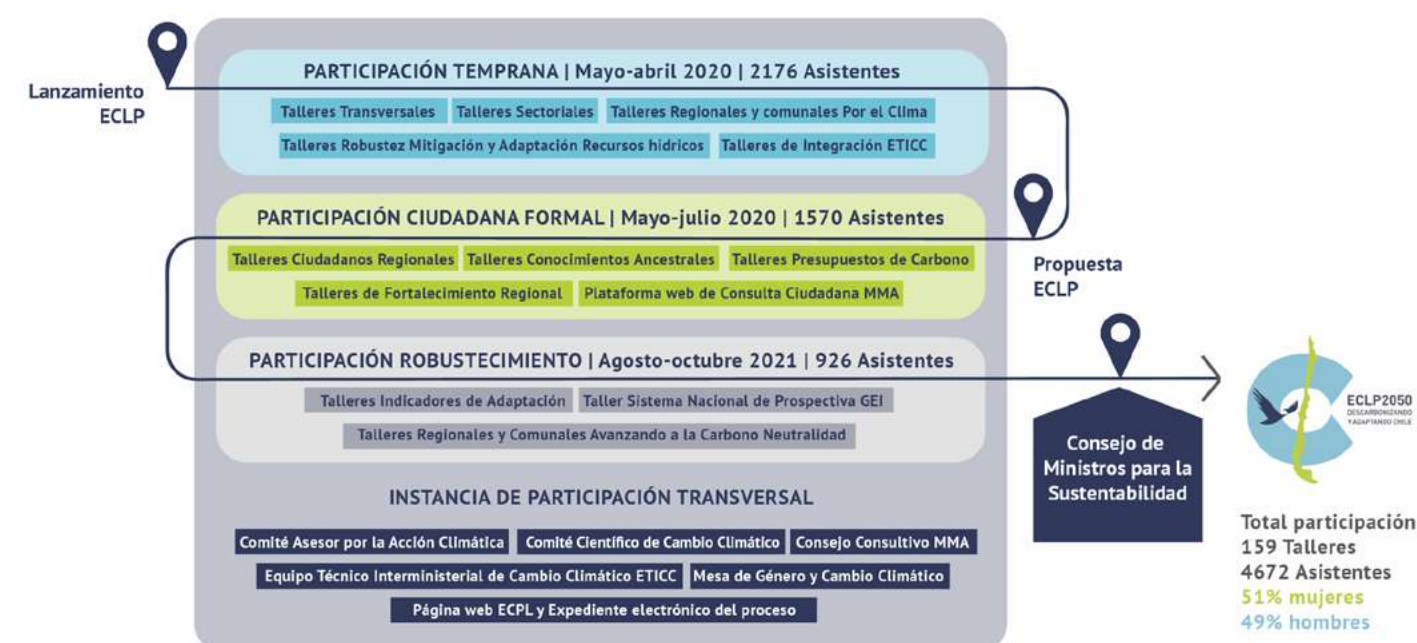 Lanzamiento
ECLP
PARTICIPACIÓN TEMPRANA | Mayo-abril 2020 | 2176 Asistentes
Talleres Transversales Talleres Sectoriales Talleres Regionales y comunales Por el Clima
Talleres Robustez Mitigación y Adaptación Recursos hídricos Talleres de Integración ETICC
PARTICIPACIÓN CIUDADANA FORMAL | Mayo-julio 2020 | 1570 Asistentes
Talleres Ciudadanos Regionales Talleres Conocimientos Ancestrales Talleres Presupuestos de Carbono
Talleres de Fortalecimiento Regional Plataforma web de Consulta Ciudadana MMA
Propuesta
ECLP
PARTICIPACIÓN ROBUSTECIMIENTO | Agosto-octubre 2021 | 926 Asistentes
Talleres Indicadores de Adaptación Taller Sistema Nacional de Prospectiva GEI
Talleres Regionales y Comunales Avanzando a la Carbono Neutralidad
INSTANCIA DE PARTICIPACIÓN TRANSVERSAL
Comité Asesor por la Acción Climática Comité Científico de Cambio Climático Consejo Consultivo MMA
Equipo Técnico Interministerial de Cambio Climático ETICC Mesa de Género y Cambio Climático
Página web ECPL y Expediente electrónico del proceso
Consejo de
Ministros para la
Sustentabilidad
ECLP2050
DESCARBONIZANDO
Y ADAPTANDO CHILE
Total participación
159 Talleres
4672 Asistentes
51% mujeres
49% hombres